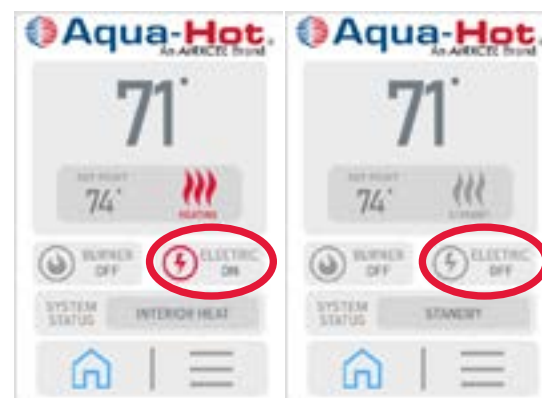 Aqua-Hot.
An AIRXCEL Brand
71°
SET POINT
74°
HEATING
BURNER
OFF
ELECTRIC
ON
SYSTEM
STATUS
INTERIOR HEAT
Aqua-Hot.
An AIRXCEL Brand
71°
SET POINT
74°
STANDBY
BURNER
OFF
ELECTRIC
OFF
SYSTEM
STATUS
STANDBY